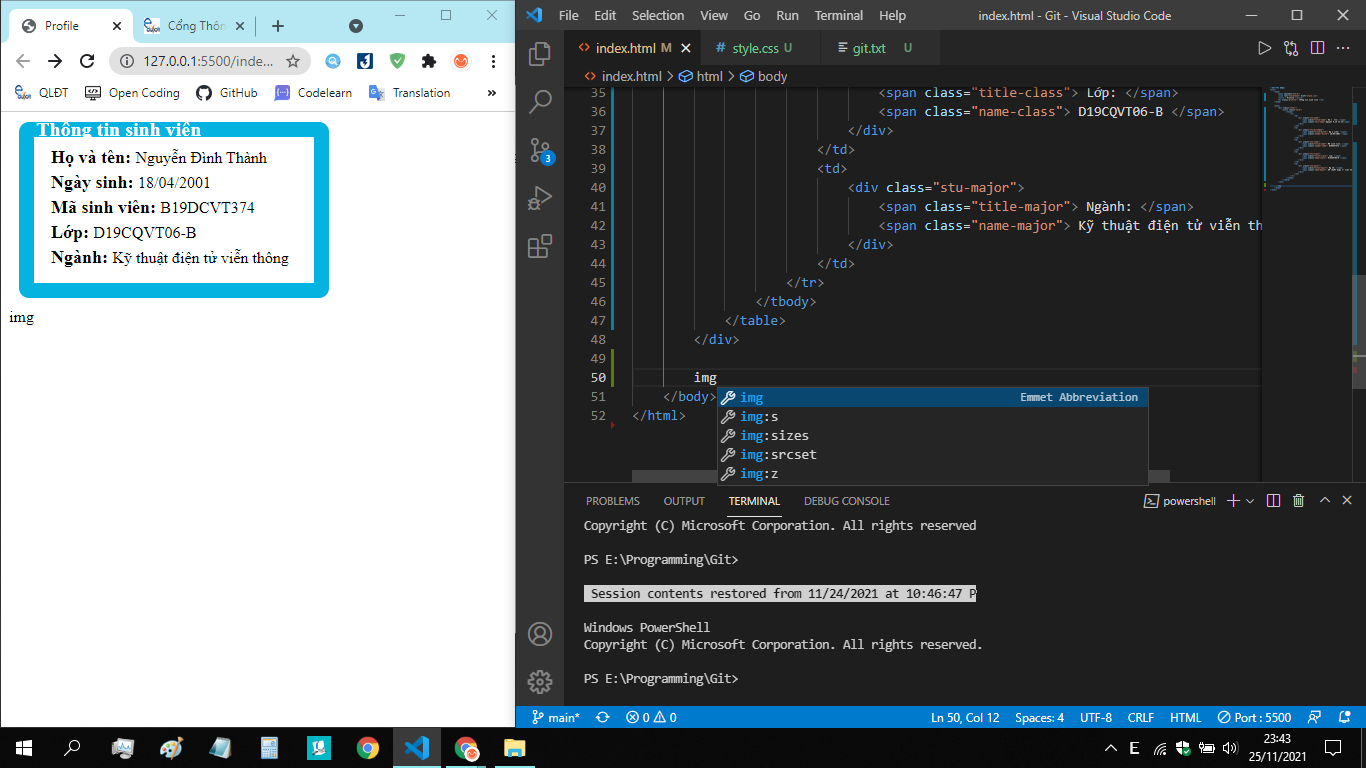 Profile
Cổng Thôn
127.0.0.1:5500/inde...
QLĐT
Open Coding
GitHub
Codelearn
Translation
»
Thông tin sinh viên
Họ và tên: Nguyễn Đình Thành
Ngày sinh: 18/04/2001
Mã sinh viên: B19DCVT374
Lớp: D19CQVT06-B
Ngành: Kỹ thuật điện tử viễn thông
img
File Edit Selection View Go Run Terminal Help
index.html - Git - Visual Studio Code
index.html M
style.css U
git.txt U
index.html > html > body
35 <span class="title-class"> Lớp: </span>
36 <span class="name-class"> D19CQVT06-B </span>
37 </div>
38 </td>
39 <td>
40 <div class="stu-major">
41 <span class="title-major"> Ngành: </span>
42 <span class="name-major"> Kỹ thuật điện tử viễn th
43 </div>
44 </td>
45 </tr>
46 </tbody>
47 </table>
48 </div>
49
50 img
51 </body>
52 </html>
img Emmet Abbreviation
img:s
img:sizes
img:srcset
img:z
3
PROBLEMS OUTPUT TERMINAL DEBUG CONSOLE
powershell
Copyright (C) Microsoft Corporation. All rights reserved
PS E:\Programming\Git>
Session contents restored from 11/24/2021 at 10:46:47 P
Windows PowerShell
Copyright (C) Microsoft Corporation. All rights reserved.
PS E:\Programming\Git>
main* 0 0 Ln 50, Col 12 Spaces: 4 UTF-8 CRLF HTML Port : 5500
E
23:43
25/11/2021